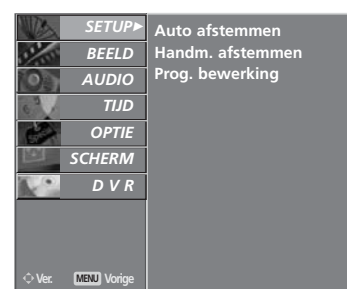 SETUP
BEELD
AUDIO
TIJD
OPTIE
SCHERM
D V R
Auto afstemmen
Handm. afstemmen
Prog. bewerking
Ver. MENU Vorige